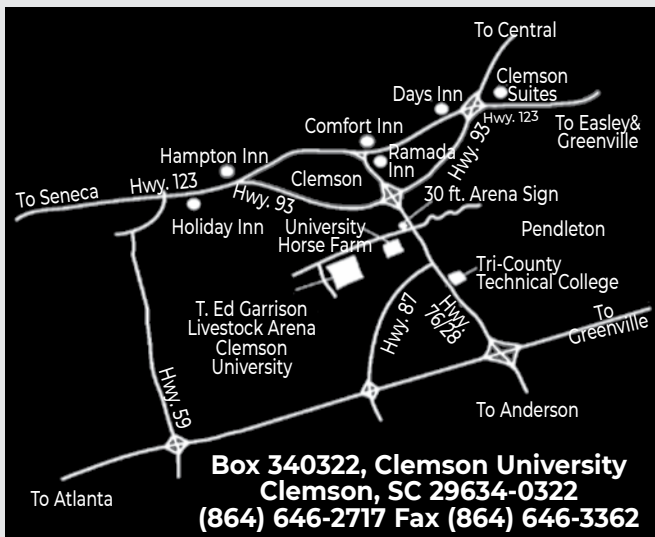 To Central
Clemson
Suites
Days Inn
Hwy. 123
To Easley&
Greenville
Comfort Inn
Hwy. 93
Ramada
Inn
Hampton Inn
Clemson
Hwy. 123
To Seneca
Hwy. 93
30 ft. Arena Sign
Holiday Inn
University
Horse Farm
Pendleton
Tri-County
Technical College
T. Ed Garrison
Livestock Arena
Clemson
University
Hwy. 87
Hwy.
76/28
To
Greenville
Hwy. 59
To Anderson
To Atlanta
Box 340322, Clemson University
Clemson, SC 29634-0322
(864) 646-2717 Fax (864) 646-3362